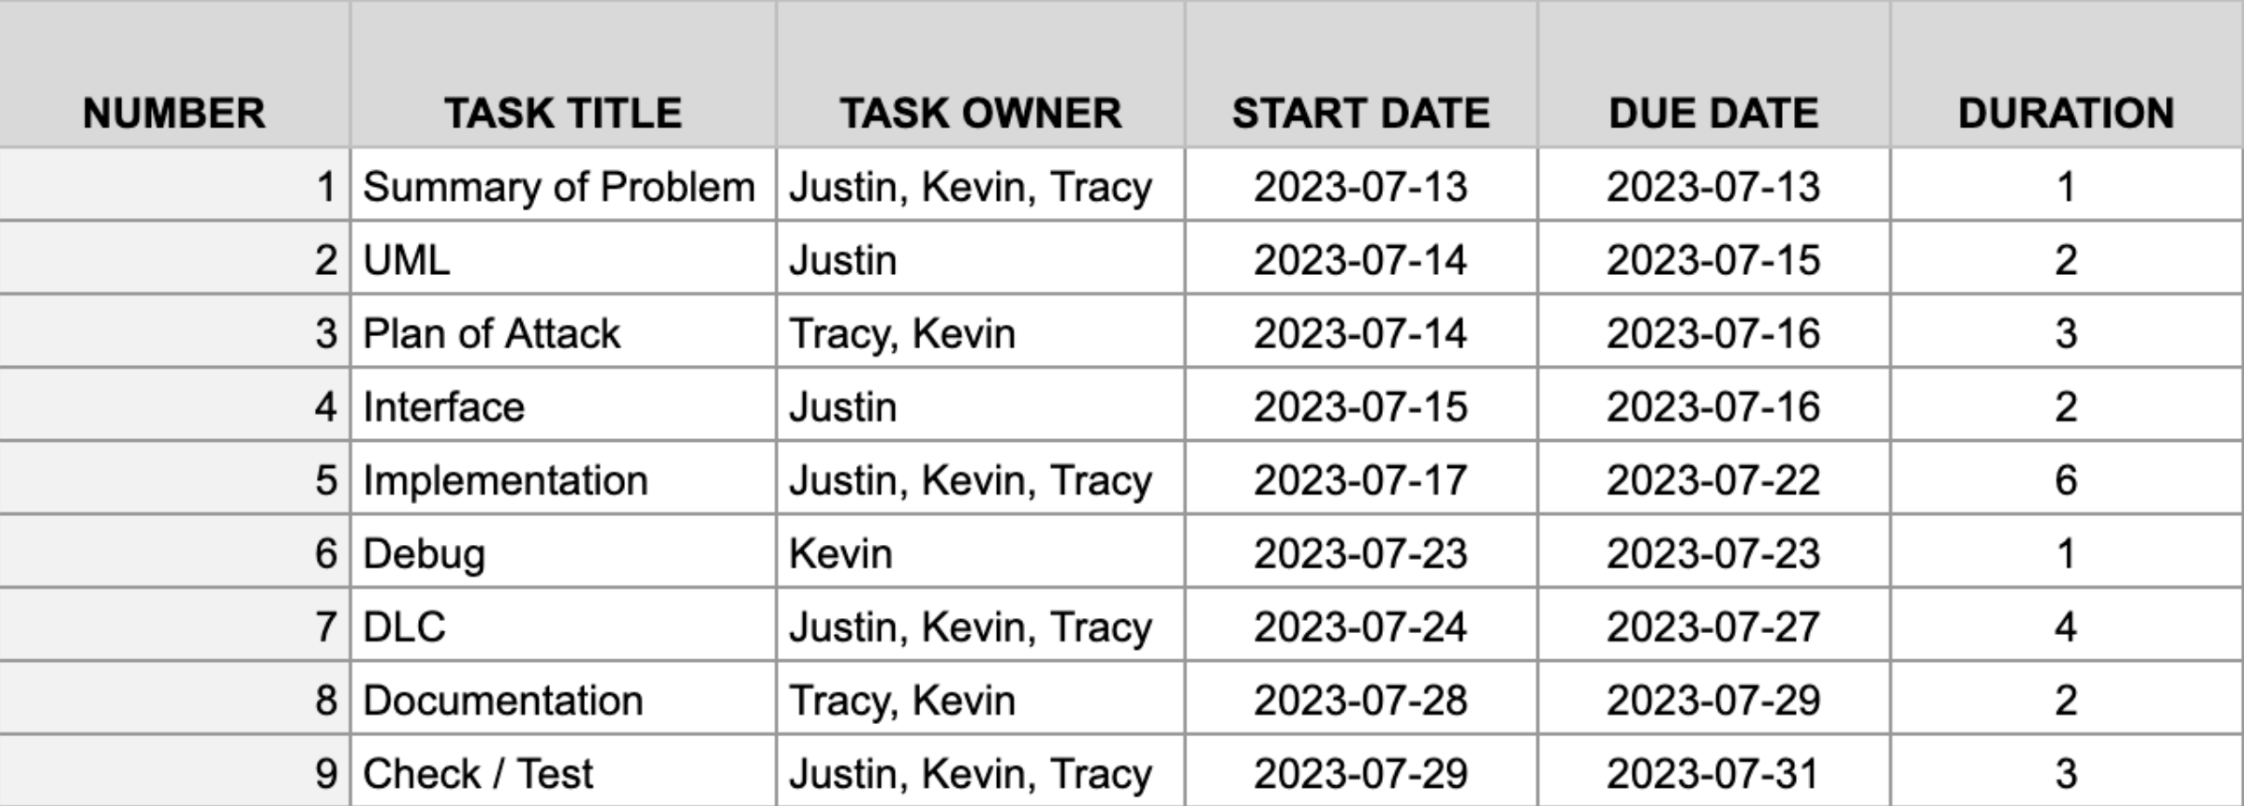 NUMBER TASK TITLE TASK OWNER START DATE DUE DATE DURATION
1 Summary of Problem Justin, Kevin, Tracy 2023-07-13 2023-07-13 1
2 UML Justin 2023-07-14 2023-07-15 2
3 Plan of Attack Tracy, Kevin 2023-07-14 2023-07-16 3
4 Interface Justin 2023-07-15 2023-07-16 2
5 Implementation Justin, Kevin, Tracy 2023-07-17 2023-07-22 6
6 Debug Kevin 2023-07-23 2023-07-23 1
7 DLC Justin, Kevin, Tracy 2023-07-24 2023-07-27 4
8 Documentation Tracy, Kevin 2023-07-28 2023-07-29 2
9 Check / Test Justin, Kevin, Tracy 2023-07-29 2023-07-31 3